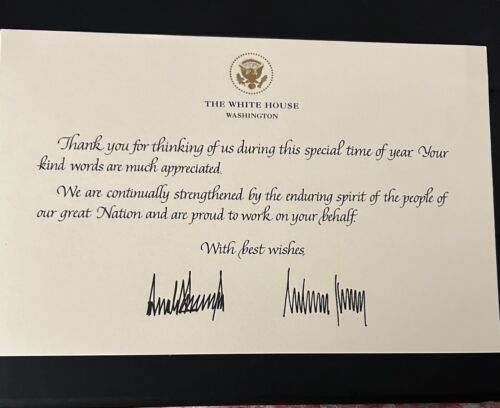 THE WHITE HOUSE
WASHINGTON
Thank you for thinking of us during this special time of year. Your
kind words are much appreciated.
We are continually strengthened by the enduring spirit of the people of
our great Nation and are proud to work on your behalf.
With best wishes,